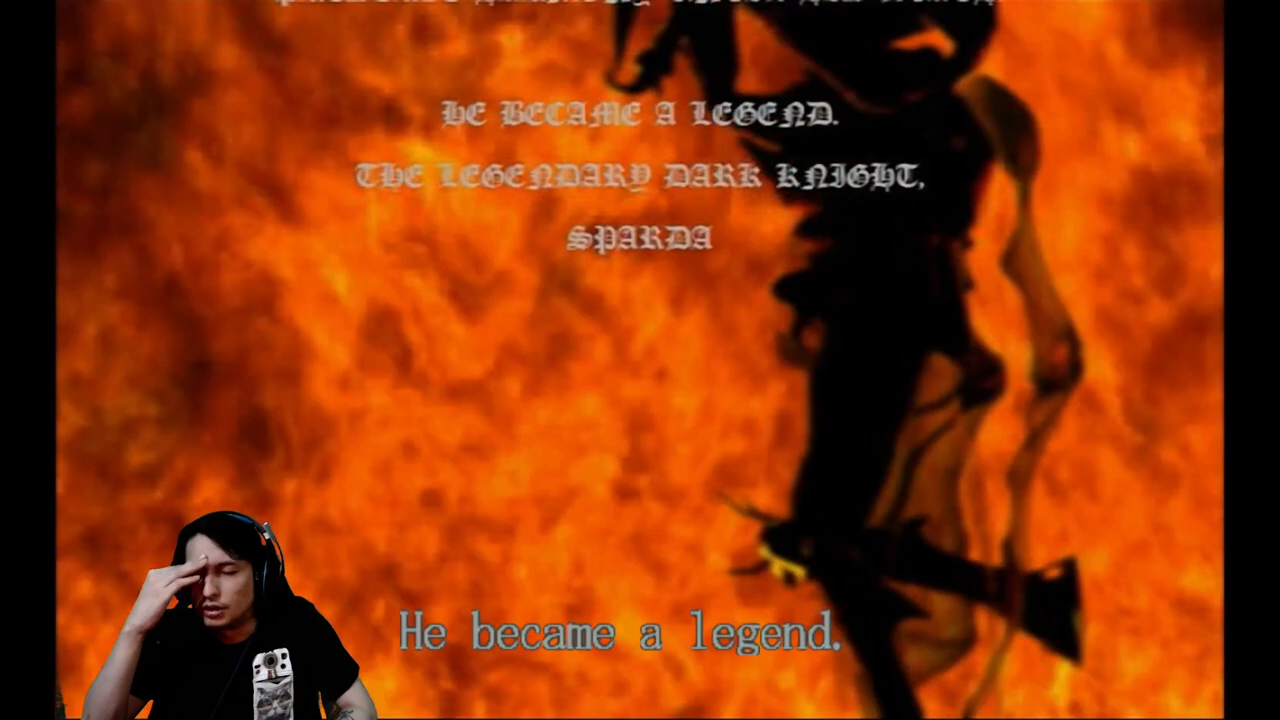 HE BECAME A LEGEND.
THE LEGENDARY DARK KNIGHT,
SPARDA
He became a legend.